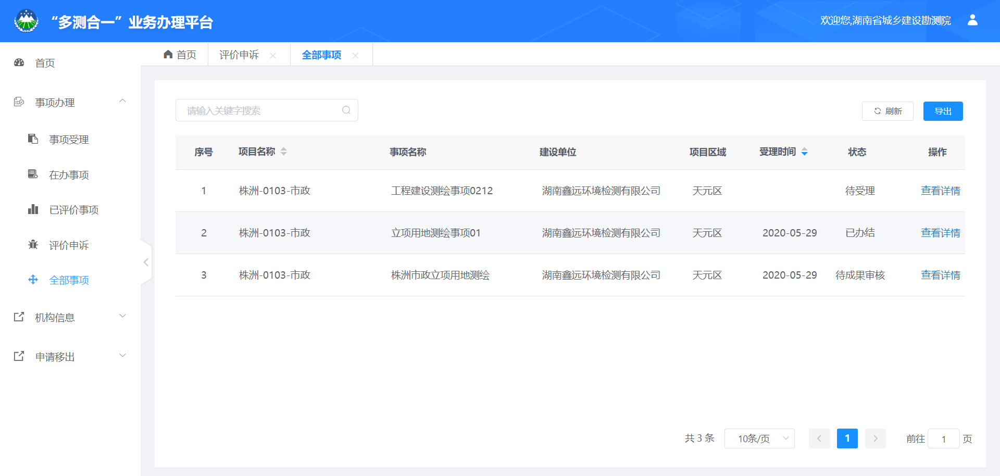 “多测合一”业务办理平台
欢迎您,湖南省城乡建设勘测院
首页
事项办理
事项受理
在办事项
已评价事项
评价申诉
全部事项
机构信息
申请移出
首页 评价申诉 全部事项
请输入关键字搜索
刷新 导出
序号 项目名称 事项名称 建设单位 项目区域 受理时间 状态 操作
1 株洲-0103-市政 工程建设测绘事项0212 湖南鑫远环境检测有限公司 天元区 待受理 查看详情
2 株洲-0103-市政 立项用地测绘事项01 湖南鑫远环境检测有限公司 天元区 2020-05-29 已办结 查看详情
3 株洲-0103-市政 株洲市政立项用地测绘 湖南鑫远环境检测有限公司 天元区 2020-05-29 待成果审核 查看详情
共 3 条 10条/页 1 前往 1 页